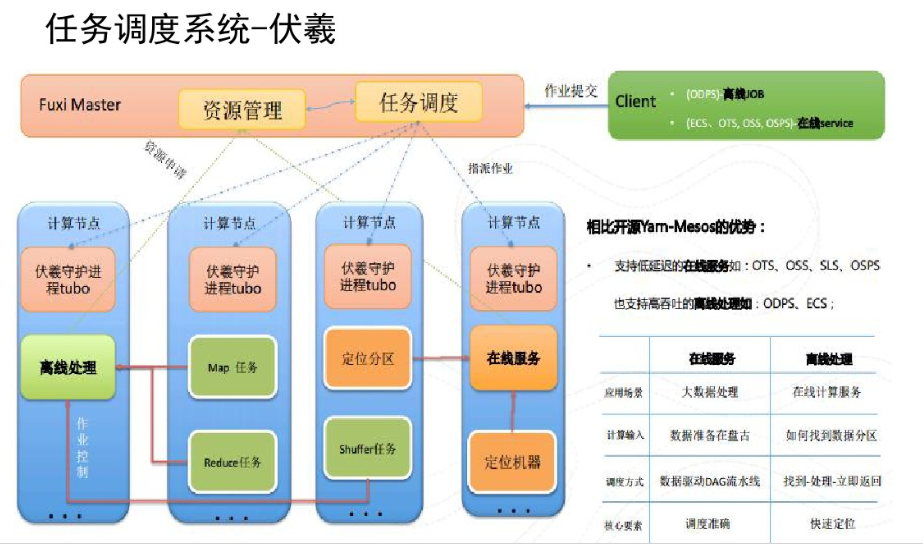 任务调度系统-伏羲
Fuxi Master
资源管理
任务调度
作业提交
Client
• (ODPS)-离线JOB
• (ECS、OTS, OSS, OSPS)-在线service
资源申请
指派作业
计算节点
计算节点
计算节点
计算节点
伏羲守护进
程tubo
伏羲守护
进程tubo
伏羲守护
进程tubo
伏羲守护
进程tubo
离线处理
Map 任务
定位分区
在线服务
作业控制
Reduce任务
Shuffer任务
定位机器
• • •
• • •
• • •
• • •
相比开源Yarn-Mesos的优势：
• 支持低延迟的在线服务如：OTS、OSS、SLS、OSPS
也支持高吞吐的离线处理如：ODPS、ECS；
在线服务 离线处理
应用场景 大数据处理 在线计算服务
计算输入 数据准备在盘古 如何找到数据分区
调度方式 数据驱动DAG流水线 找到-处理-立即返回
核心要素 调度准确 快速定位